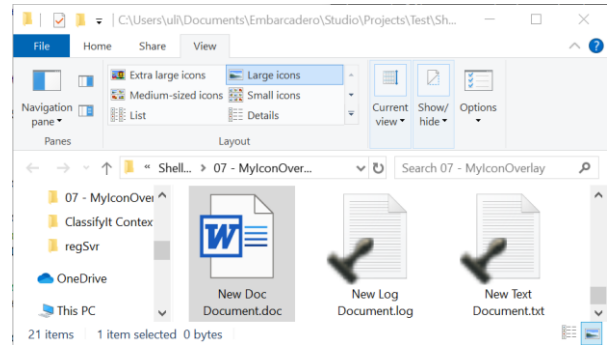 C:\Users\uli\Documents\Embarcadero\Studio\Projects\Test\Sh...
File Home Share View
Navigation pane
Extra large icons Large icons
Medium-sized icons Small icons
List Details
Current view
Show/ hide
Options
Panes Layout
« Shell... > 07 - MyIconOver... Search 07 - MyIconOverlay
07 - MyIconOver
ClassifyIt Contex
regSvr
OneDrive
This PC
W
New Doc
Document.doc
New Log
Document.log
New Text
Document.txt
21 items 1 item selected 0 bytes